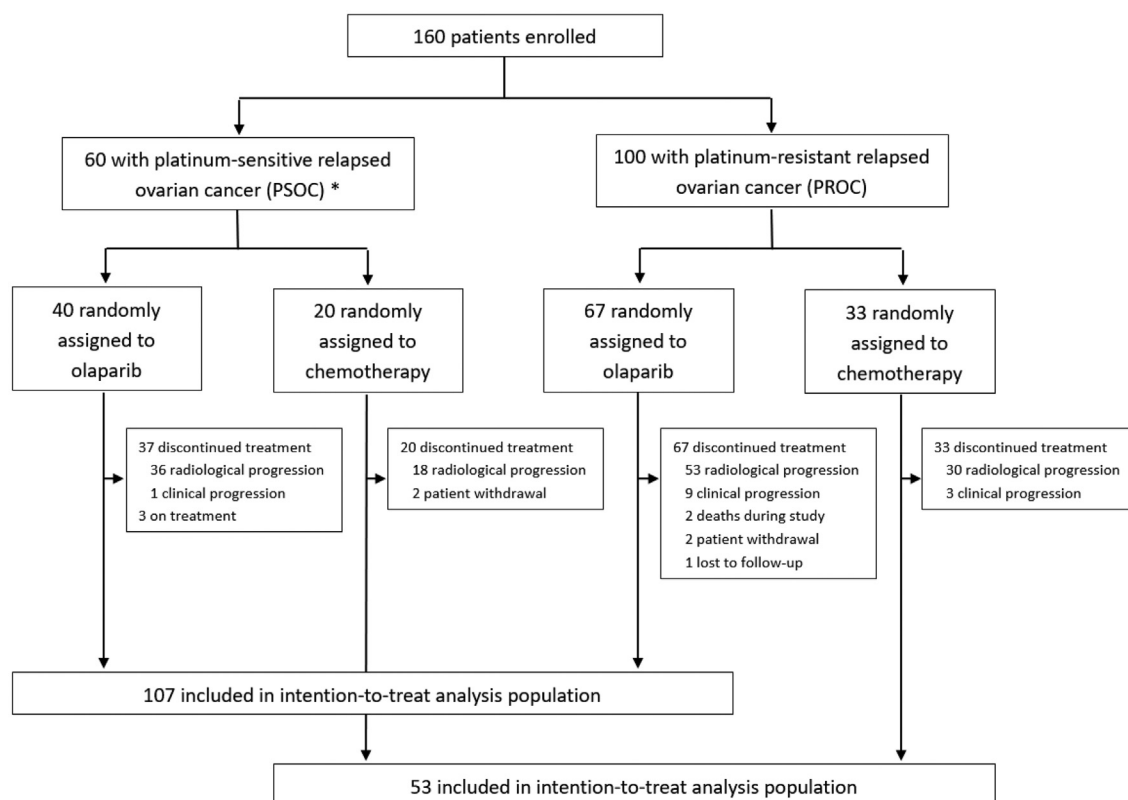 160 patients enrolled
60 with platinum-sensitive relapsed
ovarian cancer (PSOC) *
100 with platinum-resistant relapsed
ovarian cancer (PROC)
40 randomly
assigned to
olaparib
20 randomly
assigned to
chemotherapy
67 randomly
assigned to
olaparib
33 randomly
assigned to
chemotherapy
37 discontinued treatment
36 radiological progression
1 clinical progression
3 on treatment
20 discontinued treatment
18 radiological progression
2 patient withdrawal
67 discontinued treatment
53 radiological progression
9 clinical progression
2 deaths during study
2 patient withdrawal
1 lost to follow-up
33 discontinued treatment
30 radiological progression
3 clinical progression
107 included in intention-to-treat analysis population
53 included in intention-to-treat analysis population